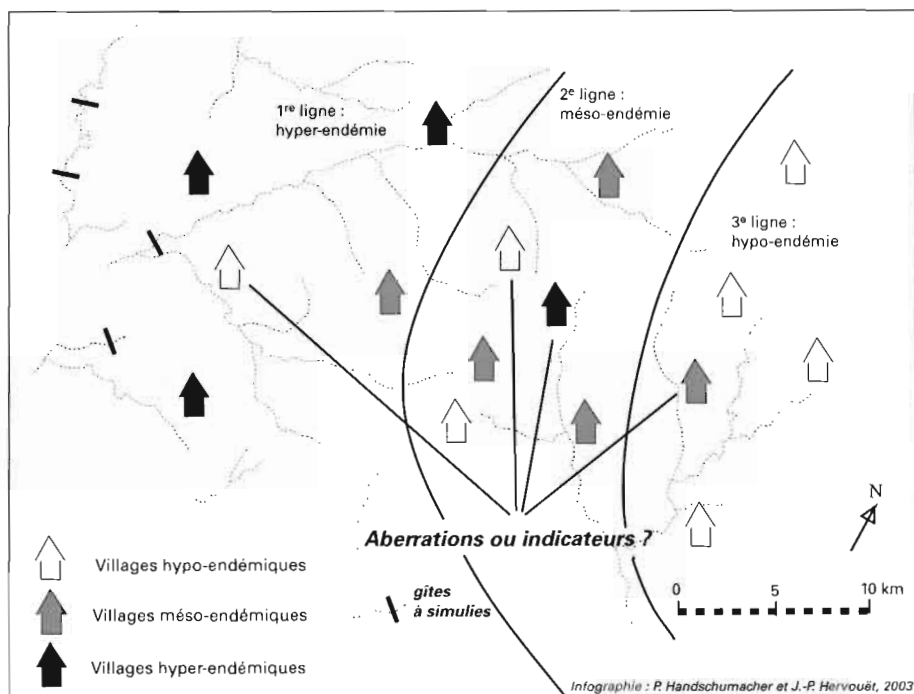 1re ligne :
hyper-endémie
2e ligne :
méso-endémie
3e ligne :
hypo-endémie
Aberrations ou indicateurs ?
N
Villages hypo-endémiques
Villages méso-endémiques
Villages hyper-endémiques
gîtes
à simulies
0 5 10 km
Infographie : P. Handschumacher et J.-P. Hervouët, 2003